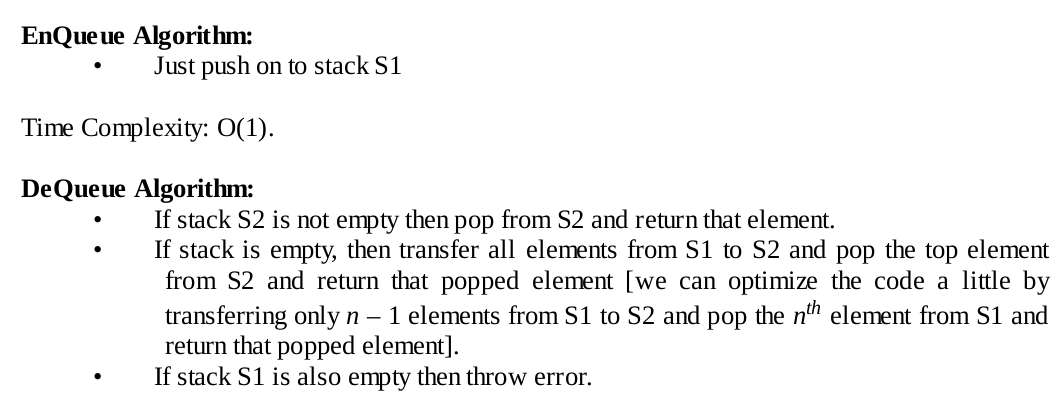 EnQueue Algorithm:
• Just push on to stack S1
Time Complexity: O(1).
DeQueue Algorithm:
• If stack S2 is not empty then pop from S2 and return that element.
• If stack is empty, then transfer all elements from S1 to S2 and pop the top element
from S2 and return that popped element [we can optimize the code a little by
transferring only n – 1 elements from S1 to S2 and pop the nth element from S1 and
return that popped element].
• If stack S1 is also empty then throw error.